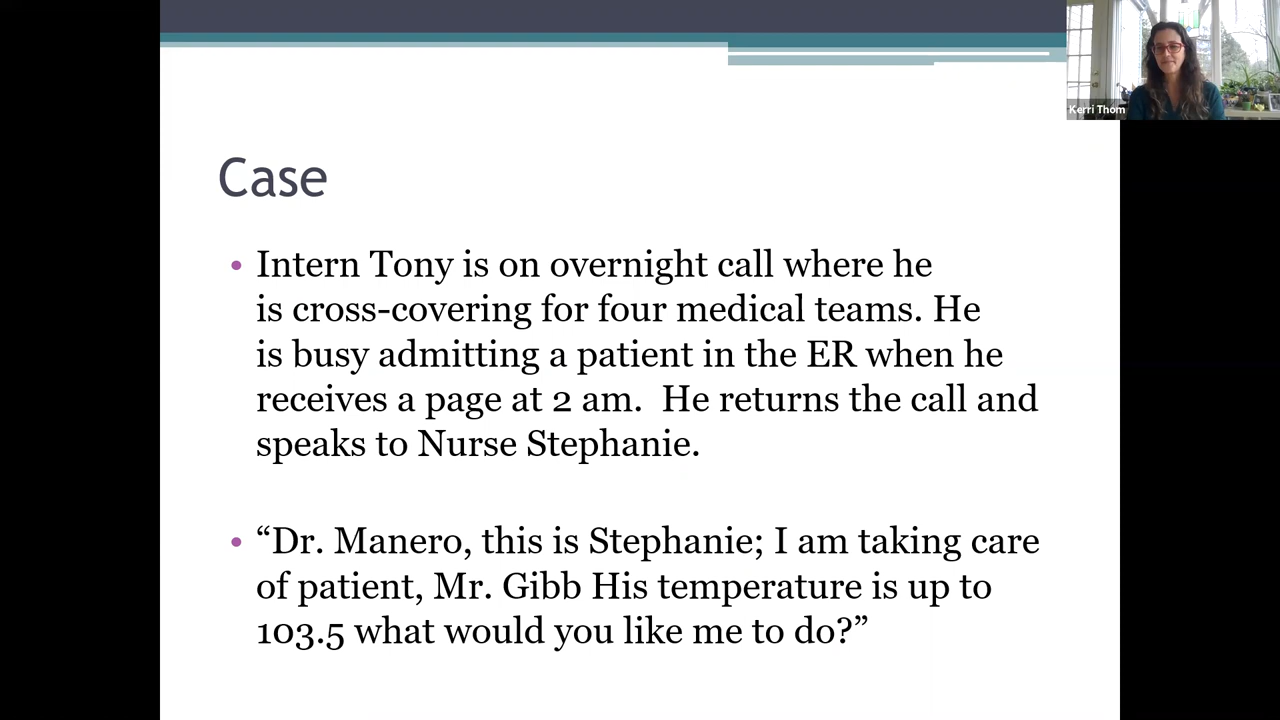 Kerri Thom
Case
• Intern Tony is on overnight call where he
is cross-covering for four medical teams. He
is busy admitting a patient in the ER when he
receives a page at 2 am.  He returns the call and
speaks to Nurse Stephanie.
• “Dr. Manero, this is Stephanie; I am taking care
of patient, Mr. Gibb His temperature is up to
103.5 what would you like me to do?”